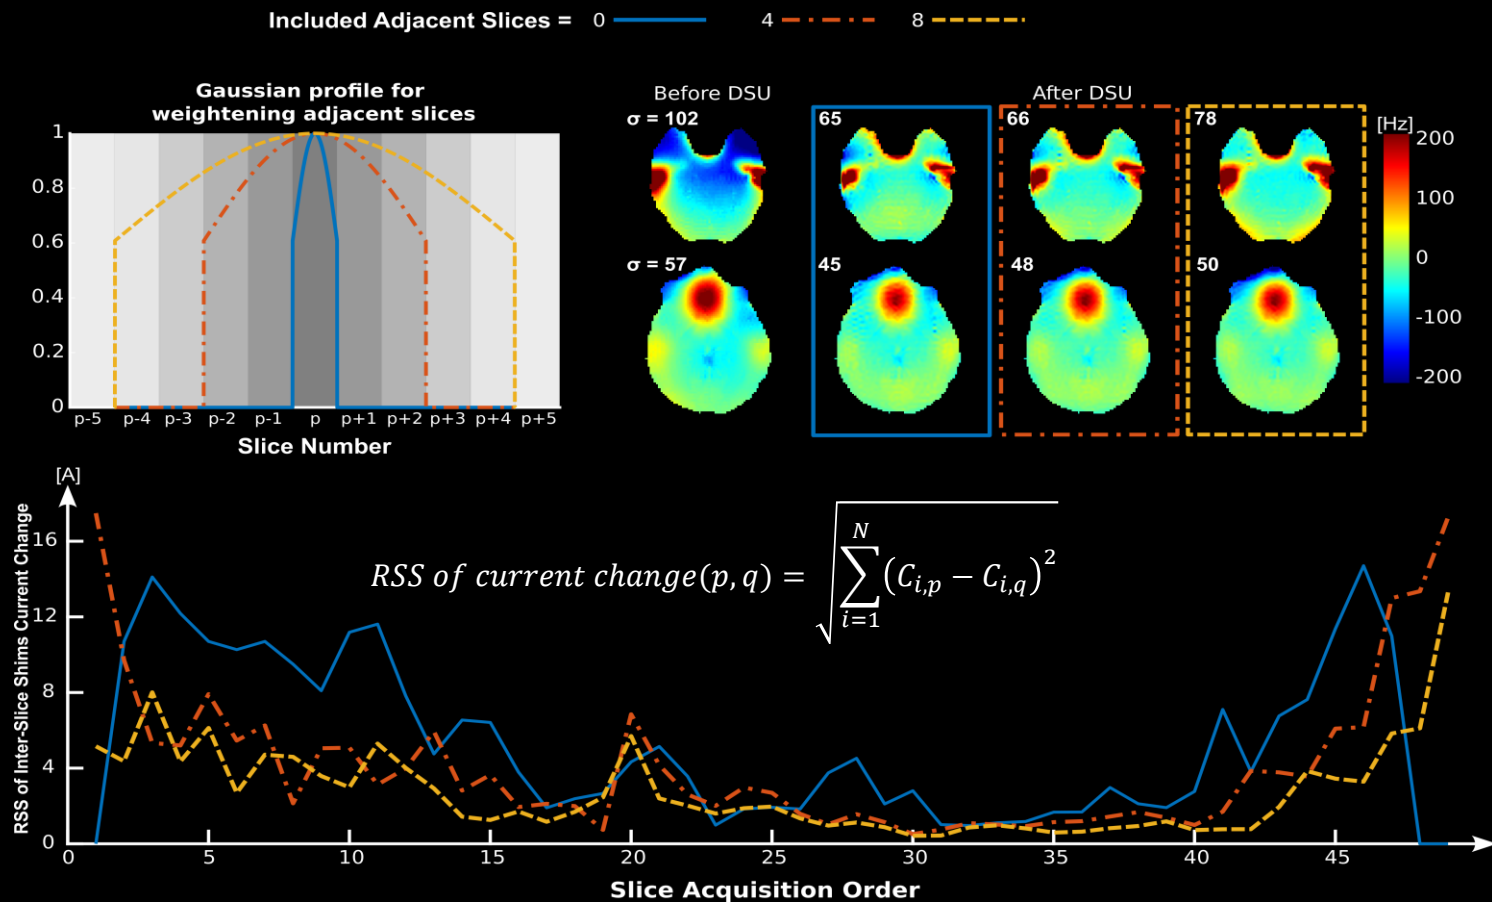 Included Adjacent Slices = 0 4 8
Gaussian profile for
weightening adjacent slices
1
0.8
0.6
0.4
0.2
0
p-5 p-4 p-3 p-2 p-1 p p+1 p+2 p+3 p+4 p+5
Slice Number
Before DSU After DSU
σ = 102 65 66 78
σ = 57 45 48 50
[Hz]
200
100
0
-100
-200
[A]
RSS of Inter-Slice Shims Current Change
16
12
8
4
0
RSS of current change(p, q) = √∑_{i=1}^{N}(C_{i,p} − C_{i,q})²
0 5 10 15 20 25 30 35 40 45
Slice Acquisition Order